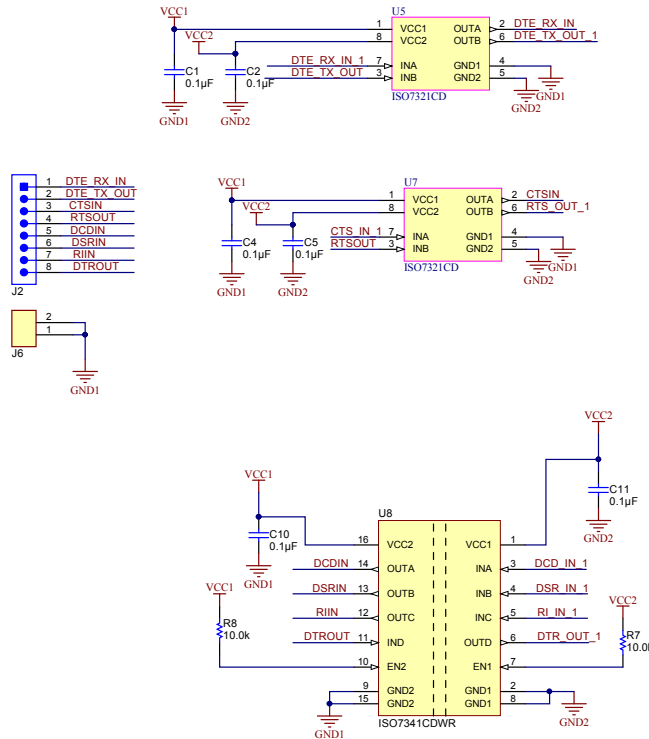 VCC1
U5
1 VCC1 OUTA 2 DTE_RX_IN
VCC2 8 VCC2 OUTB 6 DTE_TX_OUT_1
DTE_RX_IN_1 7 INA GND1 4
DTE_TX_OUT 3 INB GND2 5
C1
0.1µF
C2
0.1µF
GND1
GND2
ISO7321CD
GND2
GND1
1 DTE_RX_IN
2 DTE_TX_OUT
3 CTSIN
4 RTSOUT
5 DCDIN
6 DSRIN
7 RIIN
8 DTROUT
J2
VCC1
U7
1 VCC1 OUTA 2 CTSIN
VCC2 8 VCC2 OUTB 6 RTS_OUT_1
CTS_IN_1 7 INA GND1 4
RTSOUT 3 INB GND2 5
C4
0.1µF
C5
0.1µF
GND1
GND2
ISO7321CD
GND1
GND2
2
1
J6
GND1
VCC2
VCC1
C11
0.1µF
GND2
U8
C10
0.1µF
GND1
16 VCC2 VCC1 1
DCDIN 14 OUTA INA 3 DCD_IN_1
DSRIN 13 OUTB INB 4 DSR_IN_1
RIIN 12 OUTC INC 5 RI_IN_1
DTROUT 11 IND OUTD 6 DTR_OUT_1
10 EN2 EN1 7
9 GND2 GND1 2
15 GND2 GND1 8
VCC1
R8
10.0k
VCC2
R7
GND1
GND2
ISO7341CDWR